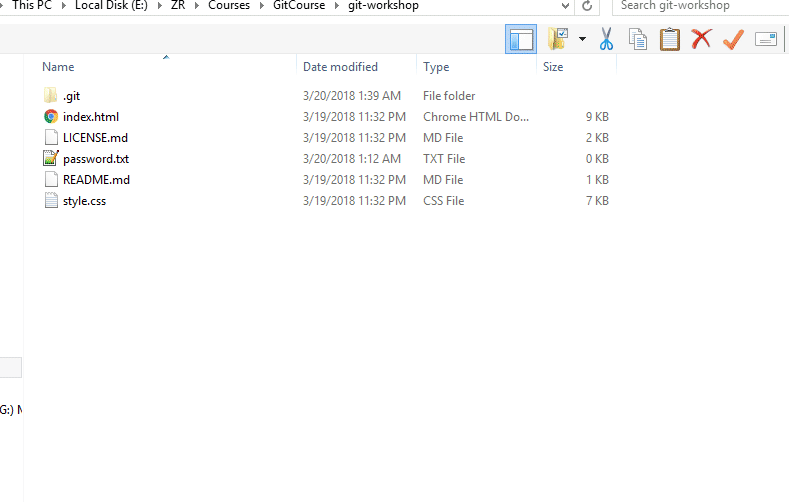 This PC Local Disk (E:) ZR Courses GitCourse git-workshop Search git-workshop
Name Date modified Type Size
.git 3/20/2018 1:39 AM File folder
index.html 3/19/2018 11:32 PM Chrome HTML Do... 9 KB
LICENSE.md 3/19/2018 11:32 PM MD File 2 KB
password.txt 3/20/2018 1:12 AM TXT File 0 KB
README.md 3/19/2018 11:32 PM MD File 1 KB
style.css 3/19/2018 11:32 PM CSS File 7 KB
G:) M